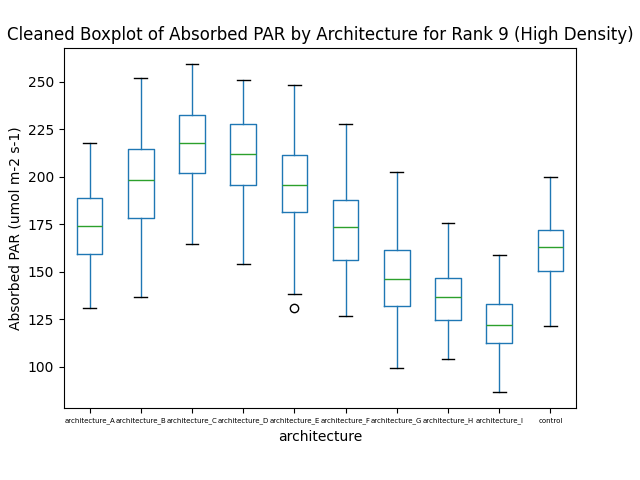 Cleaned Boxplot of Absorbed PAR by Architecture for Rank 9 (High Density)
Absorbed PAR (umol m-2 s-1)
250
225
200
175
150
125
100
architecture_A architecture_B architecture_C architecture_D architecture_E architecture_F architecture_G architecture_H architecture_I control
architecture